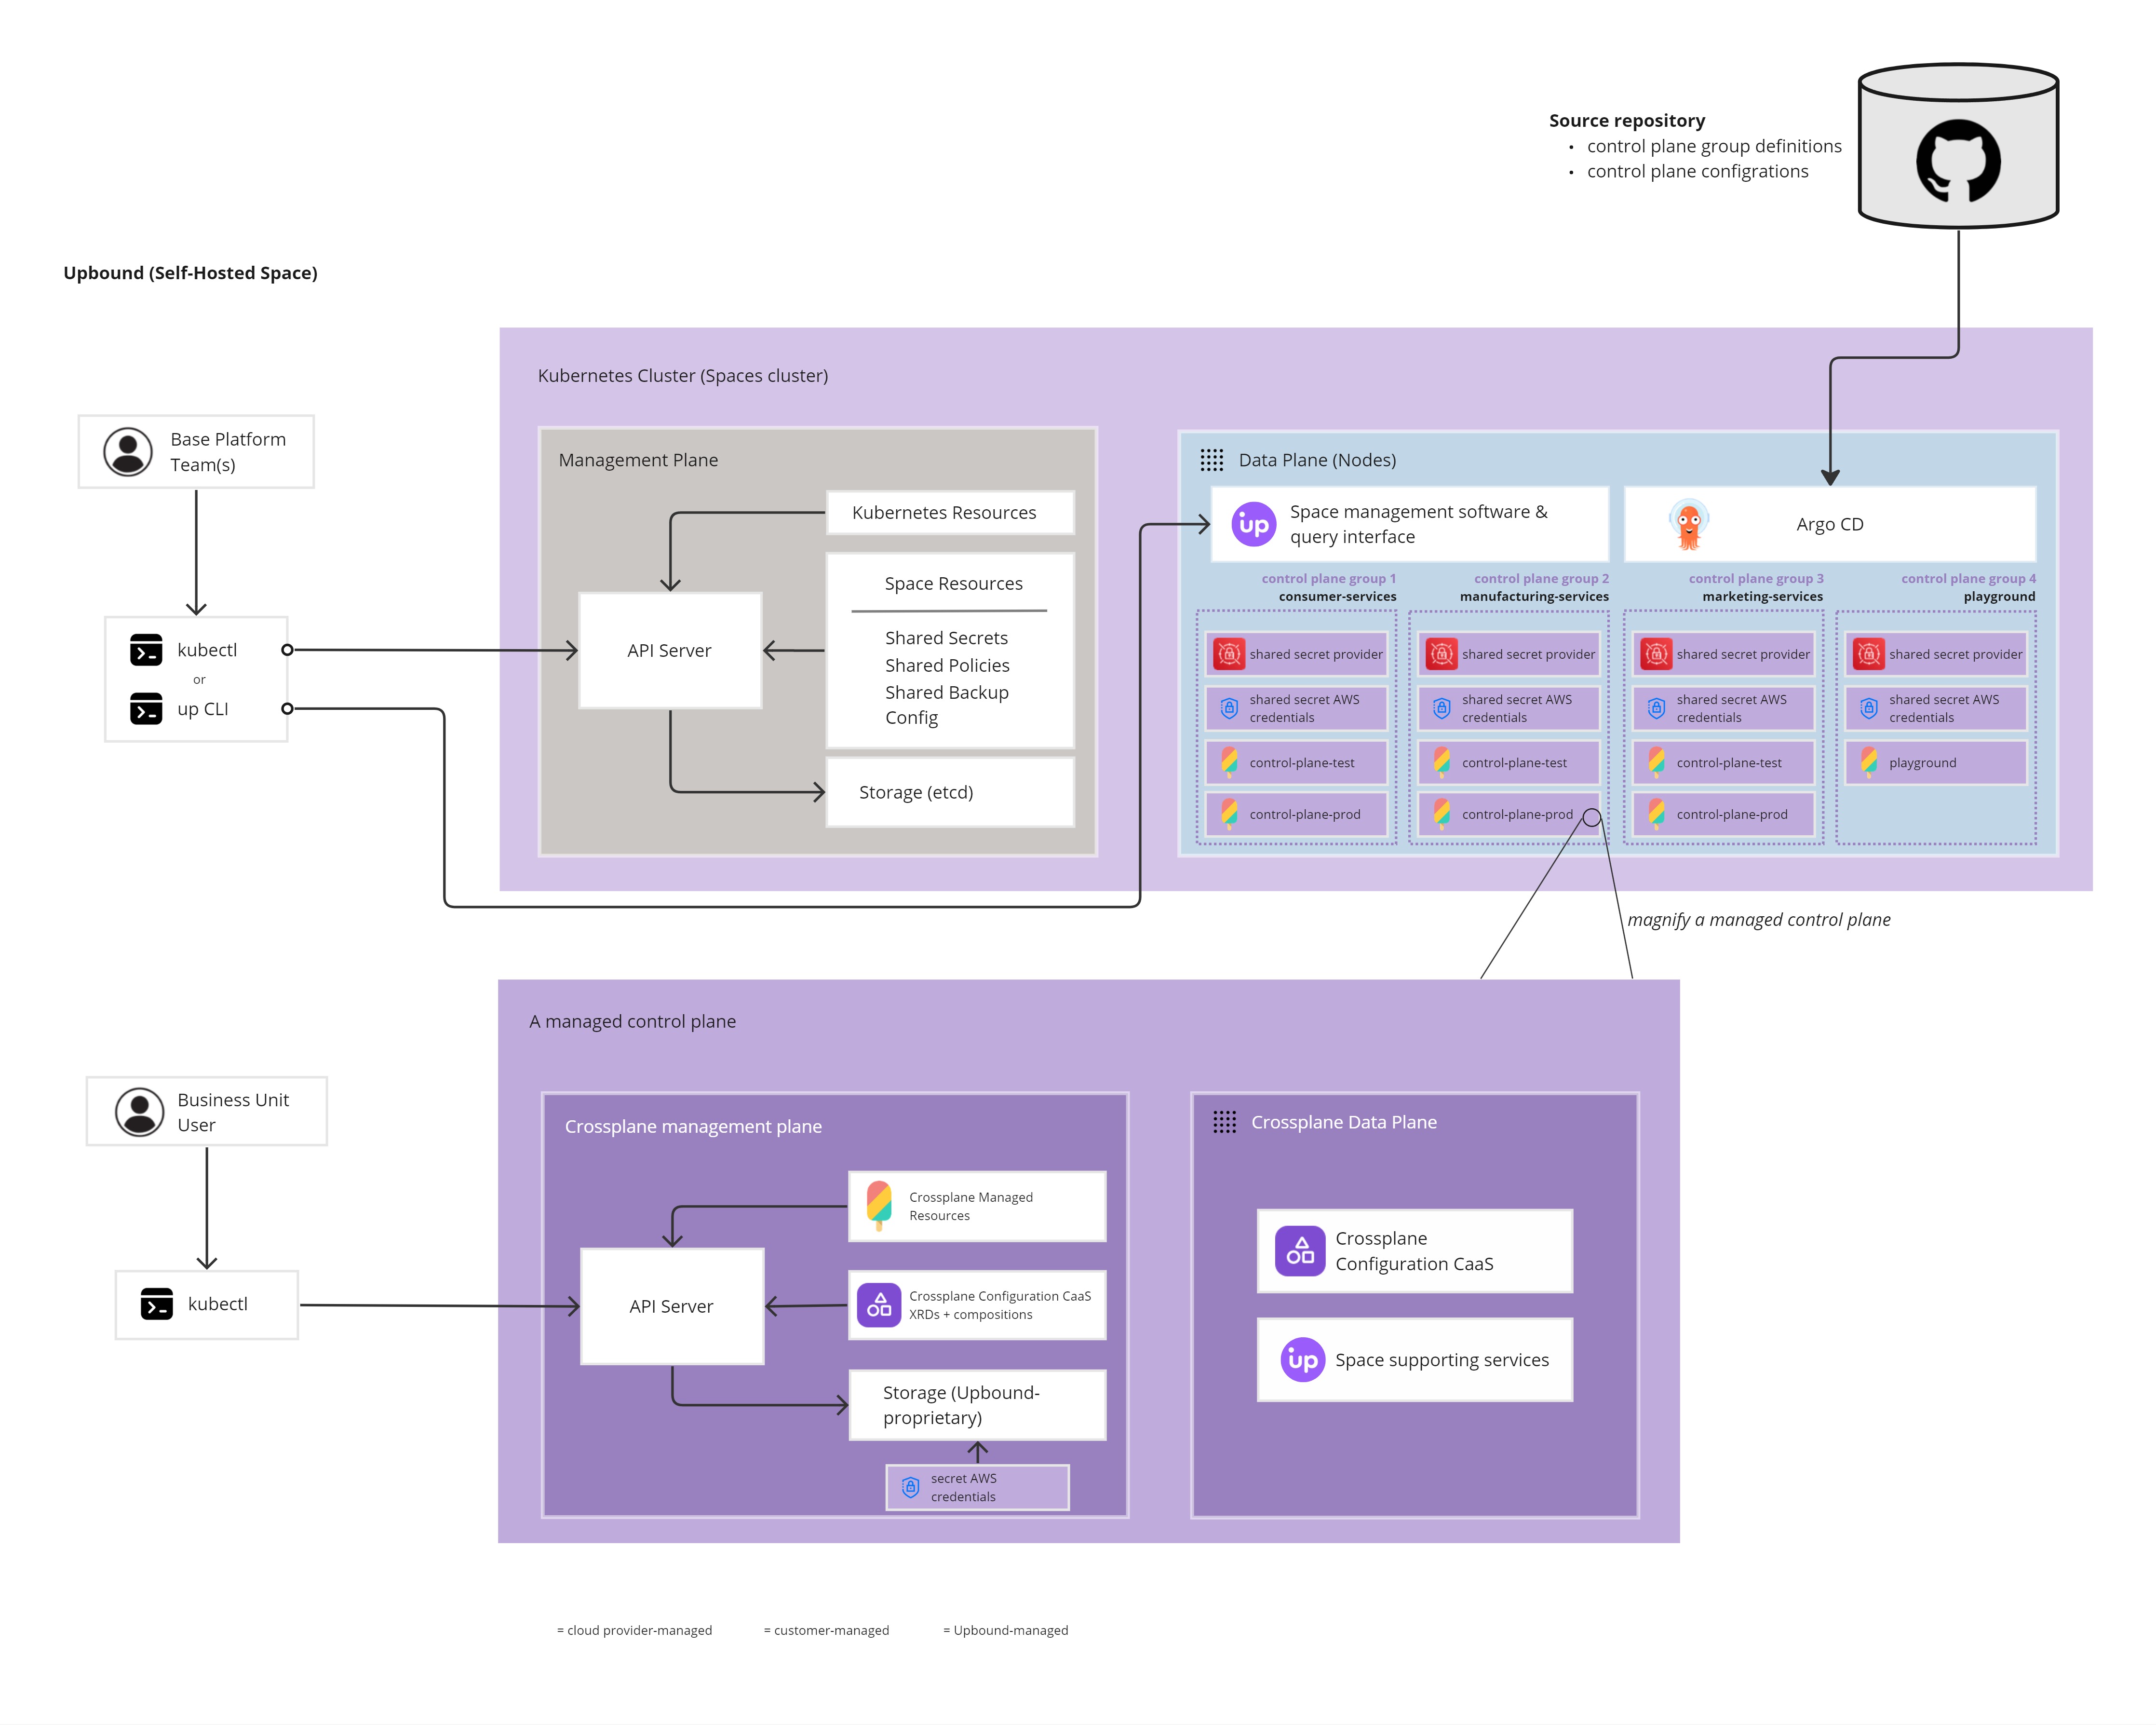 Source repository
• control plane group definitions
• control plane configrations
Upbound (Self-Hosted Space)
Kubernetes Cluster (Spaces cluster)
Base Platform
Team(s)
kubectl
or
up CLI
Management Plane
Kubernetes Resources
Space Resources
Shared Secrets
Shared Policies
Shared Backup
Config
API Server
Storage (etcd)
Data Plane (Nodes)
up
Space management software &
query interface
Argo CD
control plane group 1
consumer-services
shared secret provider
shared secret AWS
credentials
control-plane-test
control-plane-prod
control plane group 2
manufacturing-services
shared secret provider
shared secret AWS
credentials
control-plane-test
control-plane-prod
control plane group 3
marketing-services
shared secret provider
shared secret AWS
credentials
control-plane-test
control-plane-prod
control plane group 4
playground
shared secret provider
shared secret AWS
credentials
playground
magnify a managed control plane
A managed control plane
Business Unit
User
kubectl
Crossplane management plane
Crossplane Managed
Resources
API Server
Crossplane Configuration CaaS
XRDs + compositions
Storage (Upbound-
proprietary)
secret AWS
credentials
Crossplane Data Plane
Crossplane
Configuration CaaS
up
Space supporting services
= cloud provider-managed
= customer-managed
= Upbound-managed